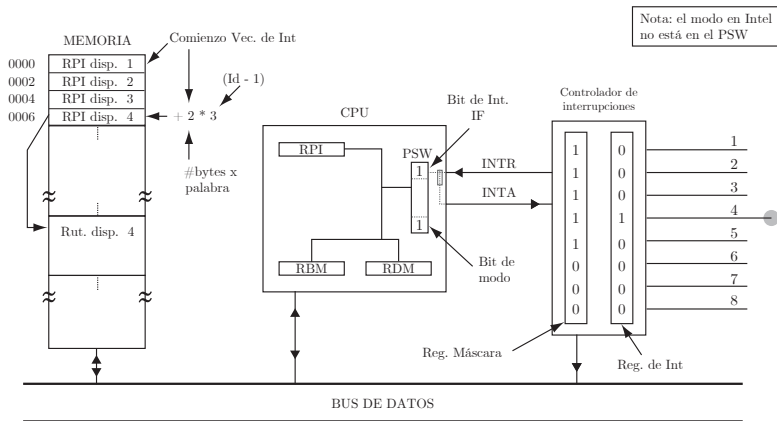 Nota: el modo en Intel
no está en el PSW
MEMORIA
Comienzo Vec. de Int
0000 RPI disp. 1
0002 RPI disp. 2
0004 RPI disp. 3
0006 RPI disp. 4
(Id - 1)
+ 2 * 3
#bytes x
palabra
Rut. disp. 4
CPU
RPI
PSW
1
1
RBM
RDM
Bit de Int.
IF
INTR
INTA
Bit de
modo
Controlador de
interrupciones
1 0 1
1 0 2
1 0 3
1 1 4
1 0 5
0 0 6
0 0 7
0 0 8
Reg. Máscara
Reg. de Int
BUS DE DATOS